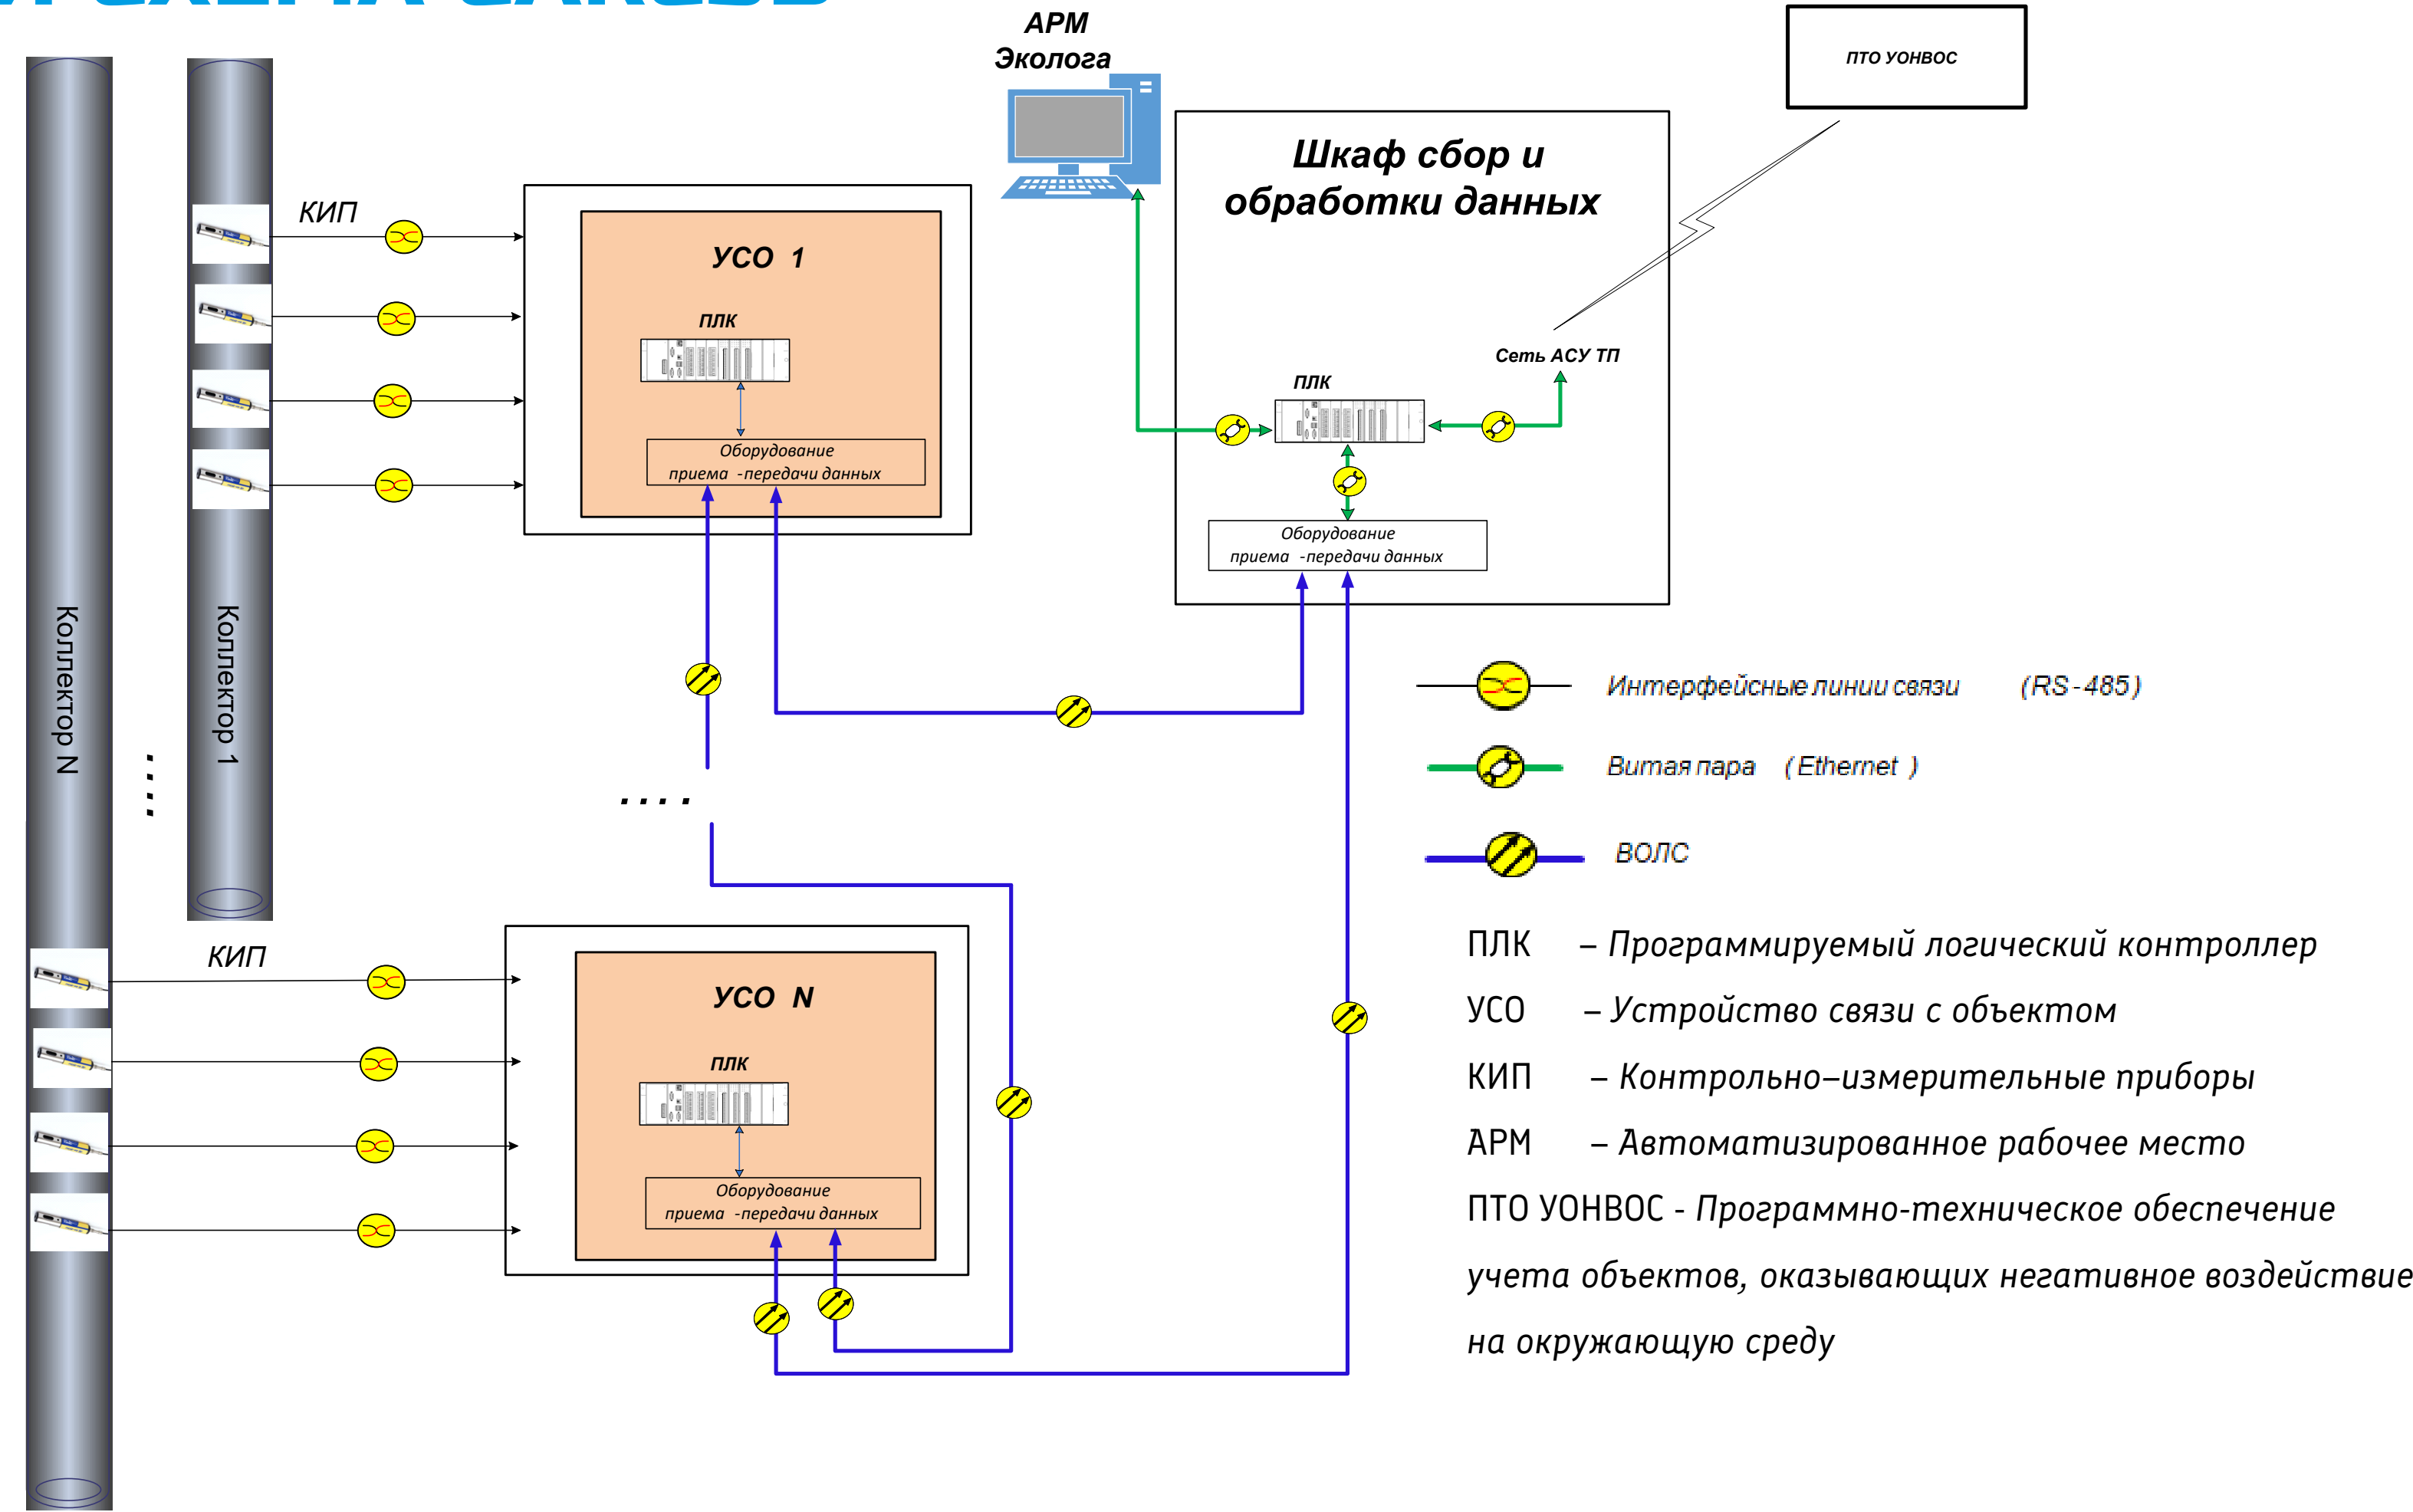 СХЕМА
АРМ
Эколога
ПТО УОНВОС
Шкаф сбор и
обработки данных
КИП
УСО 1
ПЛК
Оборудование
приема -передачи данных
Сеть АСУ ТП
ПЛК
Оборудование
приема -передачи данных
Коллектор N
Коллектор 1
....
....
Интерфейсные линии связи (RS-485)
Витая пара (Ethernet )
ВОЛС
КИП
УСО N
ПЛК
Оборудование
приема -передачи данных
ПЛК – Программируемый логический контроллер
УСО – Устройство связи с объектом
КИП – Контрольно–измерительные приборы
АРМ – Автоматизированное рабочее место
ПТО УОНВОС - Программно-техническое обеспечение
учета объектов, оказывающих негативное воздействие
на окружающую среду